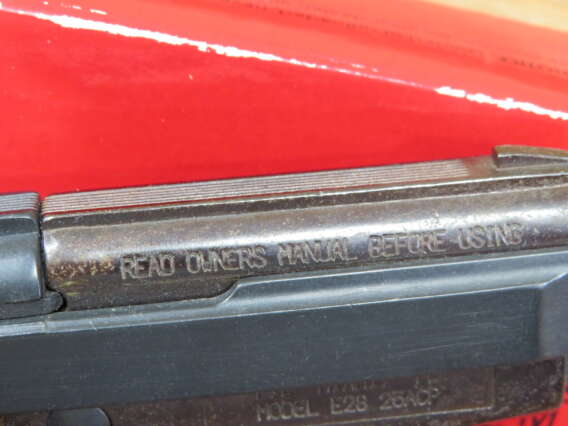 READ OWNERS MANUAL BEFORE USING
MODEL E28 25ACP